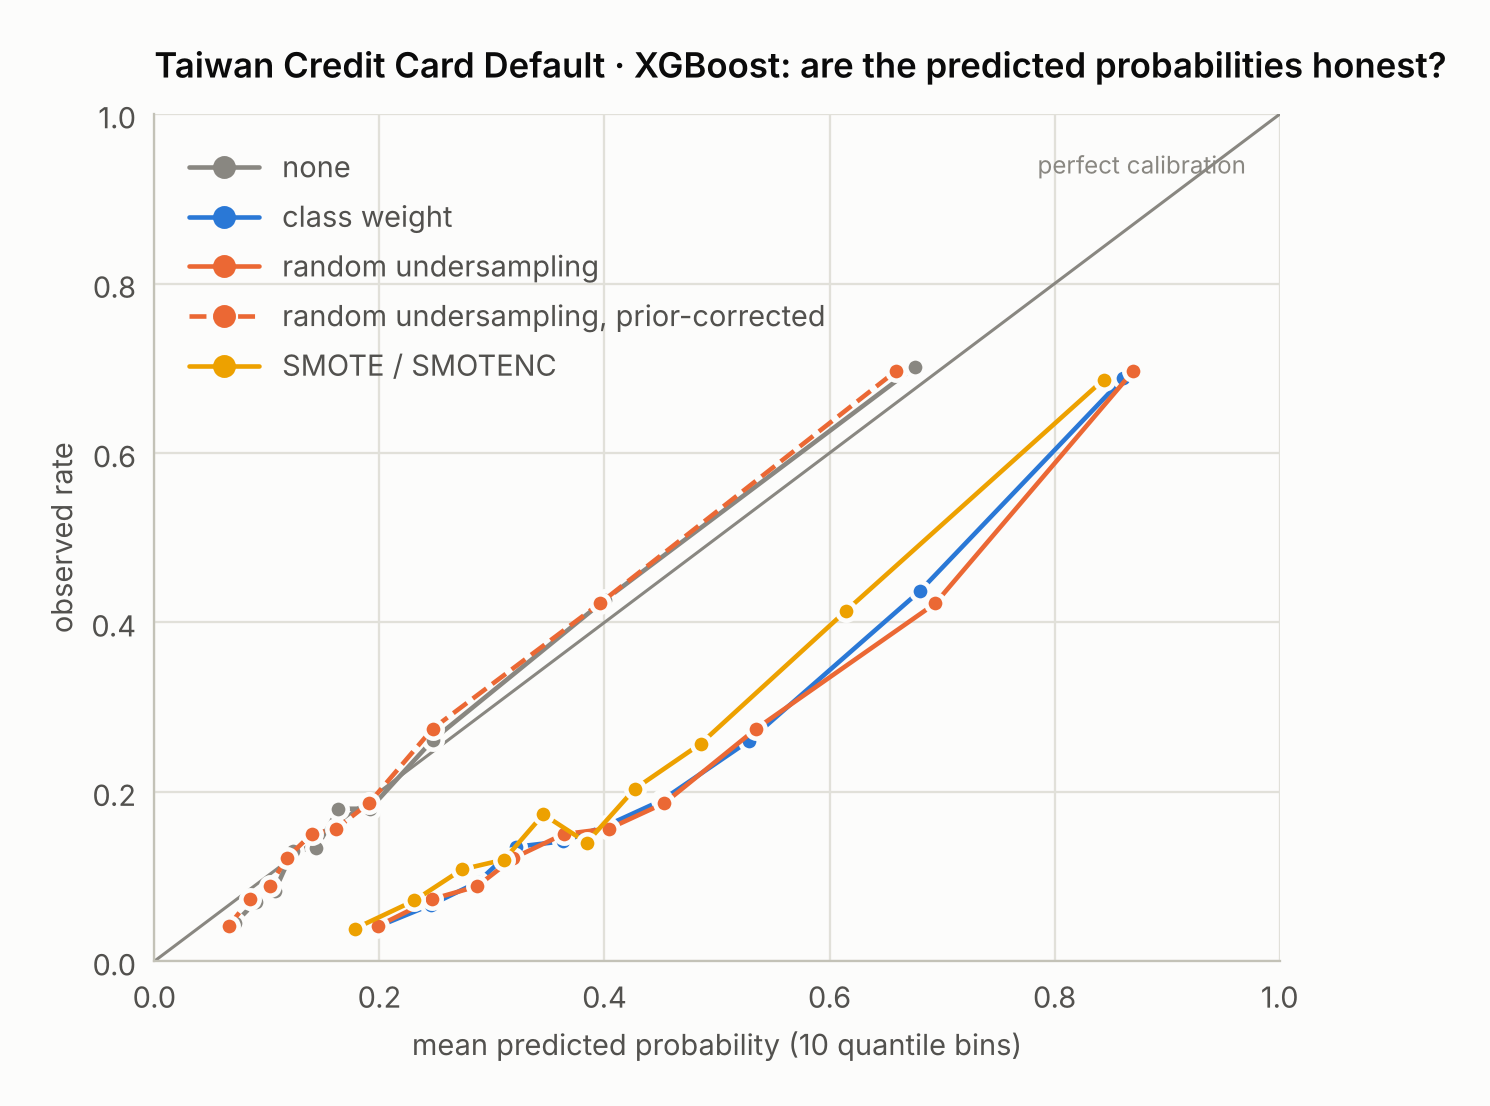 Taiwan Credit Card Default · XGBoost: are the predicted probabilities honest?
1.0
0.8
0.6
0.4
0.2
0.0
observed rate
none
class weight
random undersampling
random undersampling, prior-corrected
SMOTE / SMOTENC
perfect calibration
0.0 0.2 0.4 0.6 0.8 1.0
mean predicted probability (10 quantile bins)